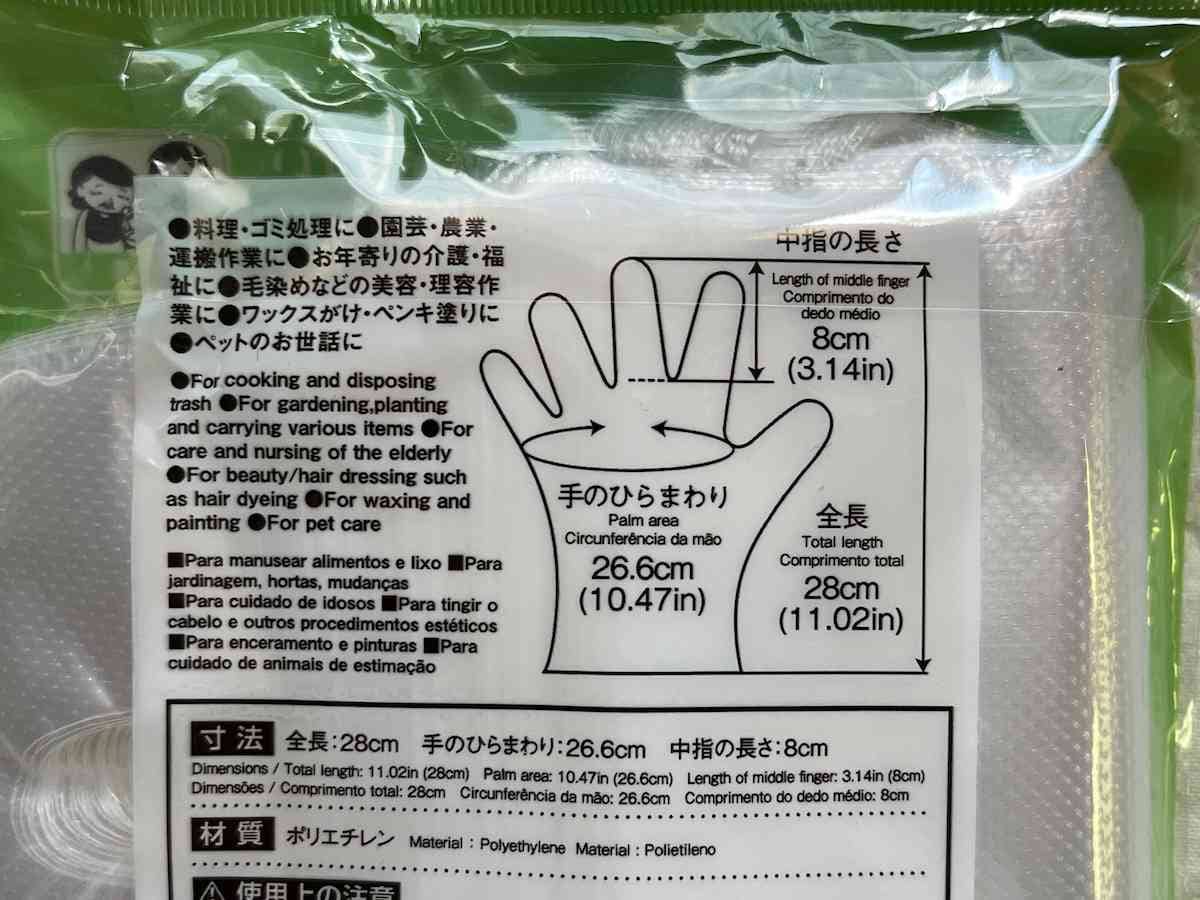 ●料理・ゴミ処理に●園芸・農業・
運搬作業に●お年寄りの介護・福
祉に●毛染めなどの美容・理容作
業に●ワックスがけ・ペンキ塗りに
●ペットのお世話に
●For cooking and disposing
trash ●For gardening,planting
and carrying various items ●For
care and nursing of the elderly
●For beauty/hair dressing such
as hair dyeing ●For waxing and
painting ●For pet care
■Para manusear alimentos e lixo ■Para
jardinagem, hortas, mudanças
■Para cuidado de idosos ■Para tingir o
cabelo e outros procedimentos estéticos
■Para enceramento e pinturas ■Para
cuidado de animais de estimação
中指の長さ
Length of middle finger
Comprimento do
dedo médio
8cm
(3.14in)
手のひらまわり
Palm area
Circunferência da mão
26.6cm
(10.47in)
全長
Total length
Comprimento total
28cm
(11.02in)
寸法 全長:28cm 手のひらまわり:26.6cm 中指の長さ:8cm
Dimensions / Total length: 11.02in (28cm) Palm area: 10.47in (26.6cm) Length of middle finger: 3.14in (8cm)
Dimensões / Comprimento total: 28cm Circunferência da mão: 26.6cm Comprimento do dedo médio: 8cm
材質 ポリエチレン Material : Polyethylene Material : Polietileno
使用上の注意